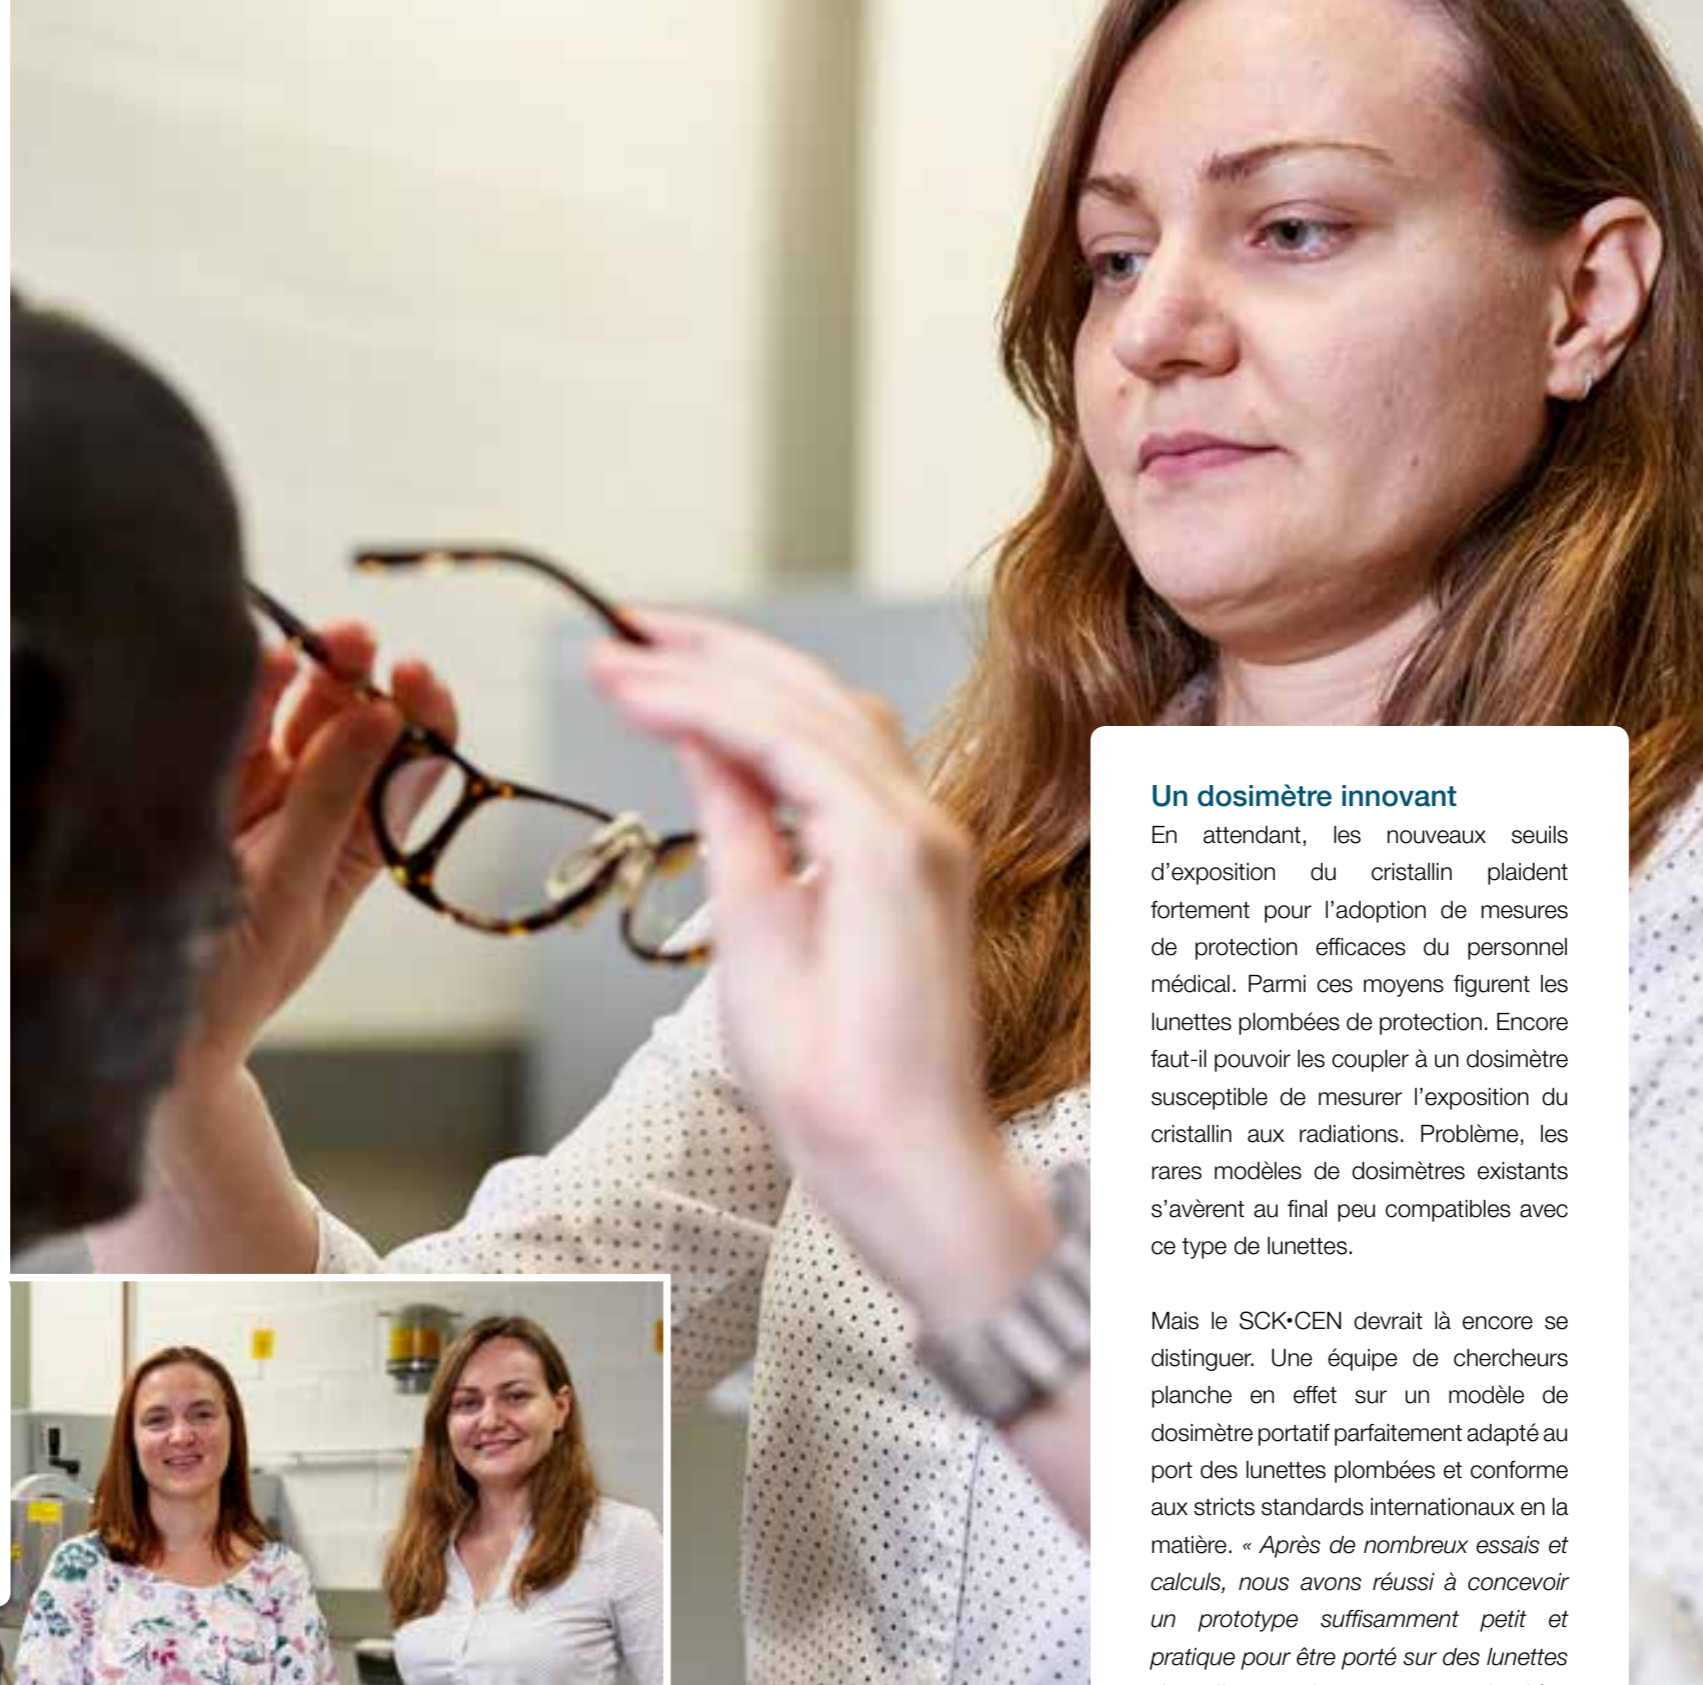 Un dosimètre innovant
En attendant, les nouveaux seuils
d'exposition du cristallin plaident
fortement pour l'adoption de mesures
de protection efficaces du personnel
médical. Parmi ces moyens figurent les
lunettes plombées de protection. Encore
faut-il pouvoir les coupler à un dosimètre
susceptible de mesurer l'exposition du
cristallin aux radiations. Problème, les
rares modèles de dosimètres existants
s'avèrent au final peu compatibles avec
ce type de lunettes.
Mais le SCK•CEN devrait là encore se
distinguer. Une équipe de chercheurs
planche en effet sur un modèle de
dosimètre portatif parfaitement adapté au
port des lunettes plombées et conforme
aux stricts standards internationaux en la
matière. « Après de nombreux essais et
calculs, nous avons réussi à concevoir
un prototype suffisamment petit et
pratique pour être porté sur des lunettes